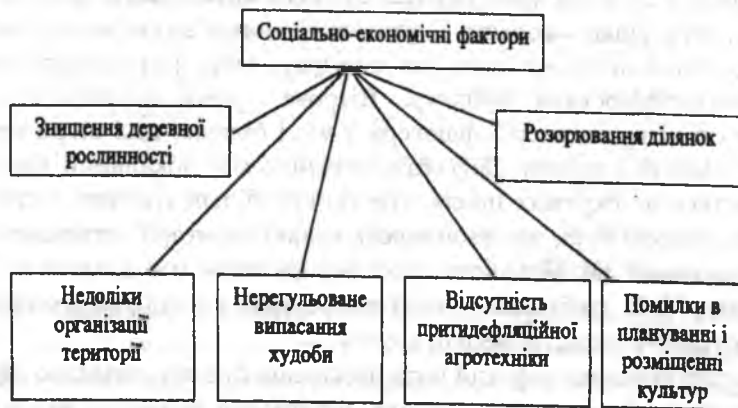 Соціально-економічні фактори
Знищення деревної
рослинності
Розорювання ділянок
Недоліки
організації
території
Нерегульоване
випасання
худоби
Відсутність
притидефляційної
агротехніки
Помилки в
плануванні і
розміщенні
культур